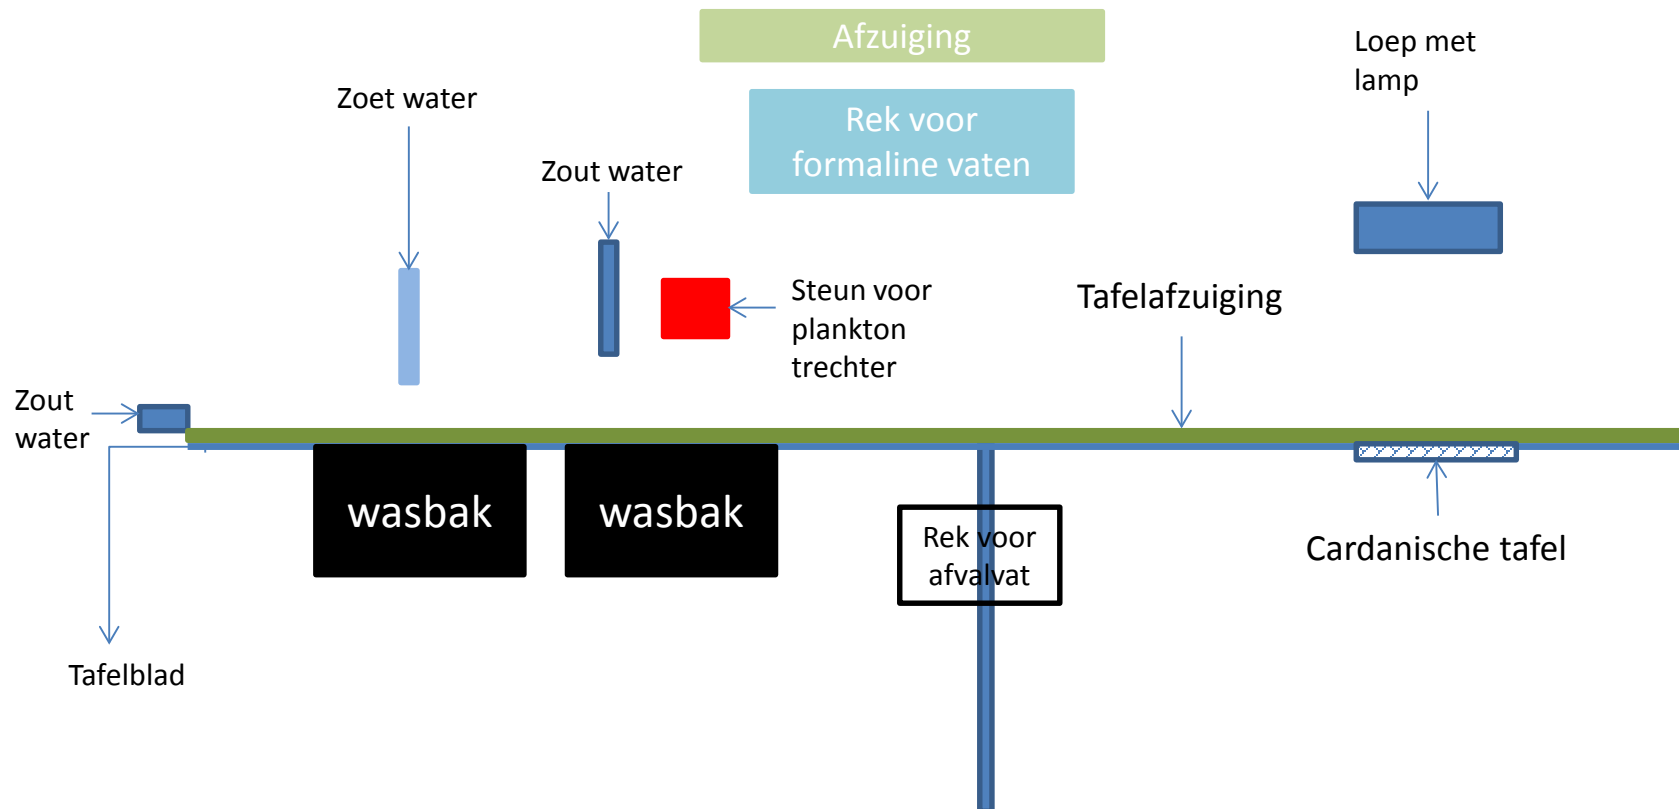 Afzuiging
Loep met
lamp
Zoet water
Rek voor
formaline vaten
Zout water
Steun voor
plankton
trechter
Tafelafzuiging
Zout
water
wasbak
wasbak
Rek voor
afvalvat
Cardanische tafel
Tafelblad